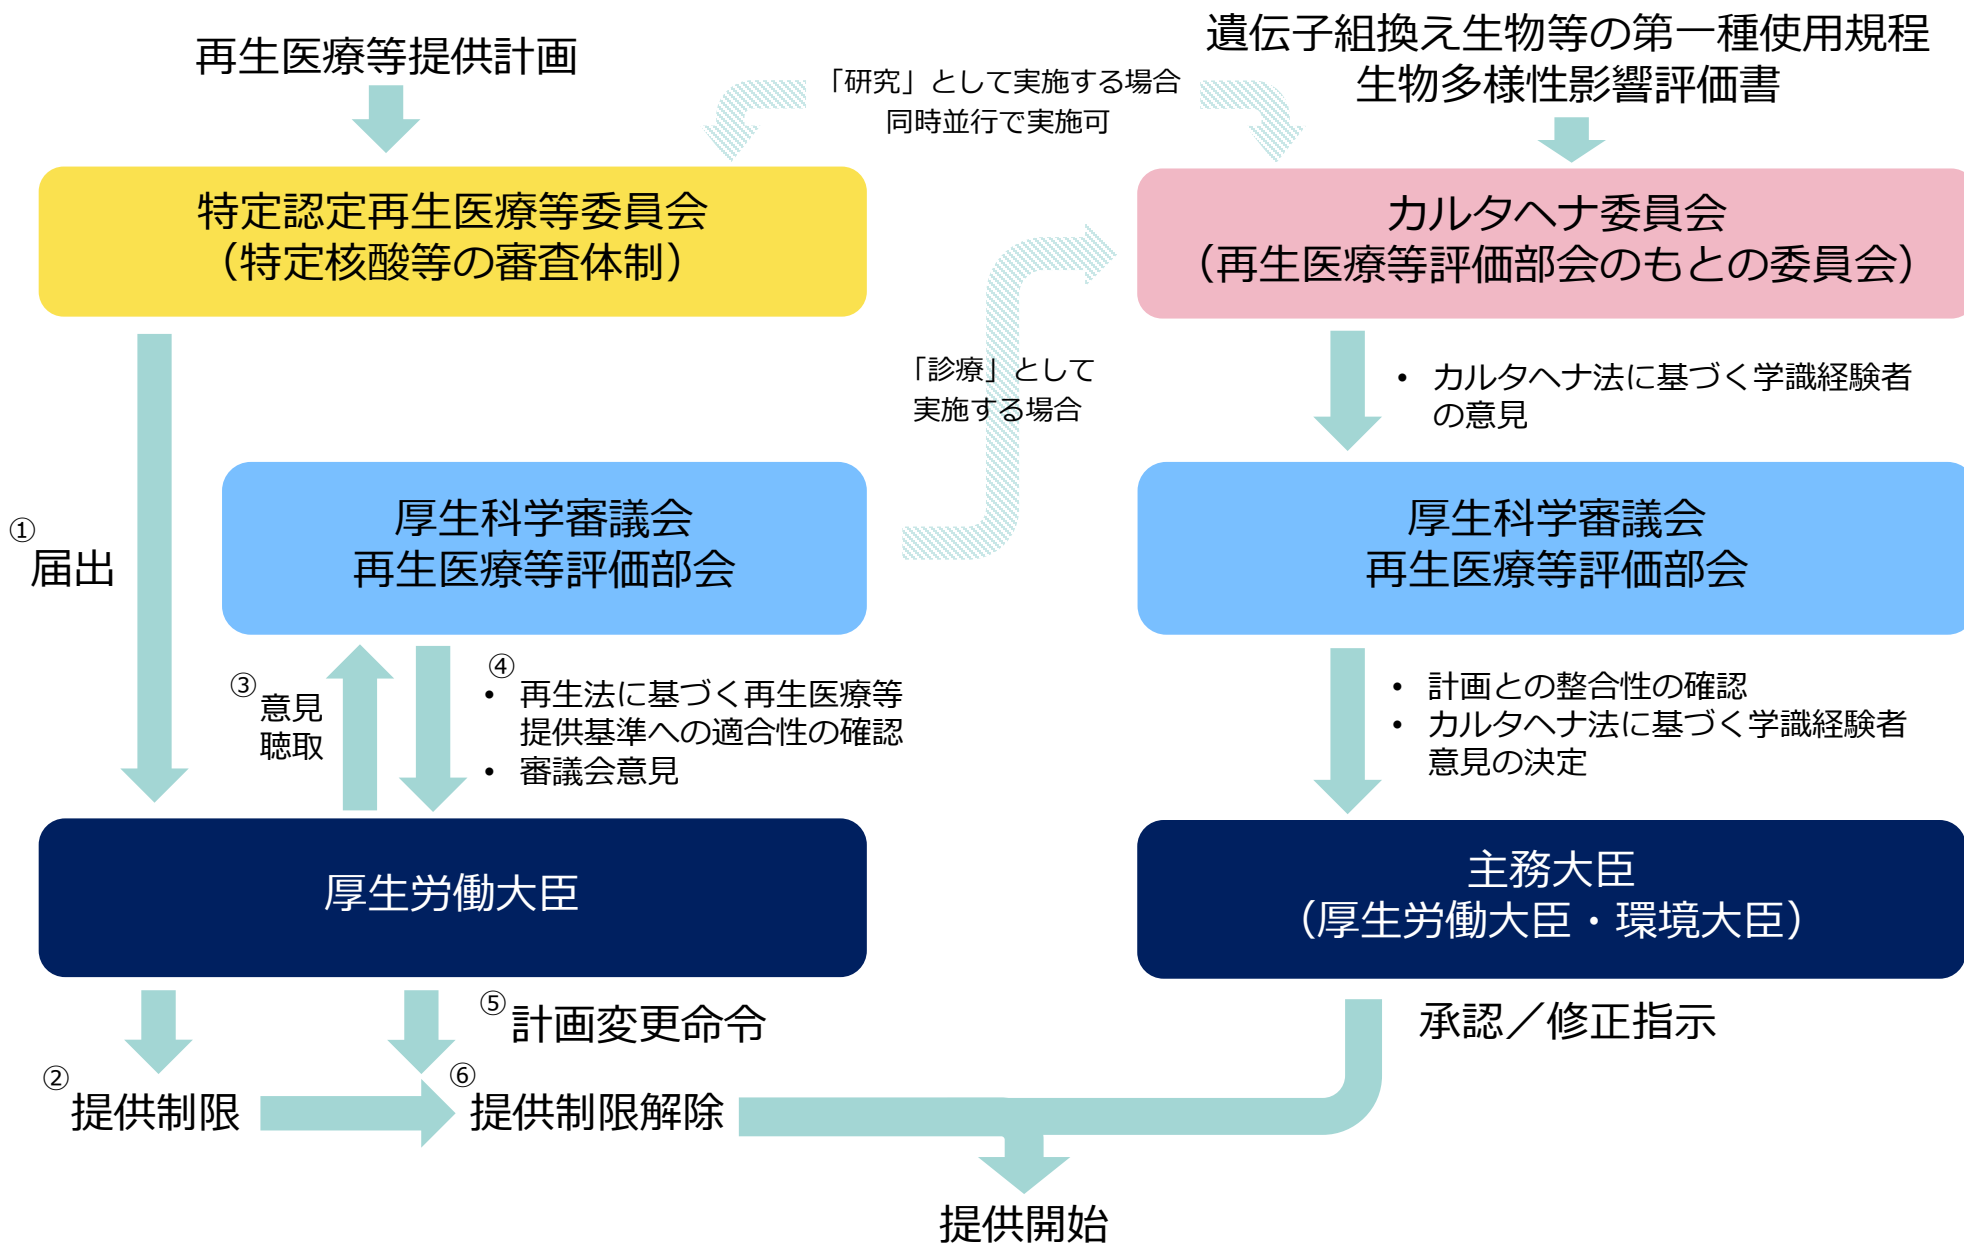 再生医療等提供計画
「研究」として実施する場合
同時並行で実施可
遺伝子組換え生物等の第一種使用規程
生物多様性影響評価書
特定認定再生医療等委員会
（特定核酸等の審査体制）
カルタヘナ委員会
（再生医療等評価部会のもとの委員会）
「診療」として
実施する場合
• カルタヘナ法に基づく学識経験者
の意見
①
届出
厚生科学審議会
再生医療等評価部会
厚生科学審議会
再生医療等評価部会
③
意見
聴取
④
• 再生法に基づく再生医療等
提供基準への適合性の確認
• 審議会意見
• 計画との整合性の確認
• カルタヘナ法に基づく学識経験者
意見の決定
厚生労働大臣
主務大臣
（厚生労働大臣・環境大臣）
⑤
計画変更命令
承認／修正指示
②
提供制限
⑥
提供制限解除
提供開始